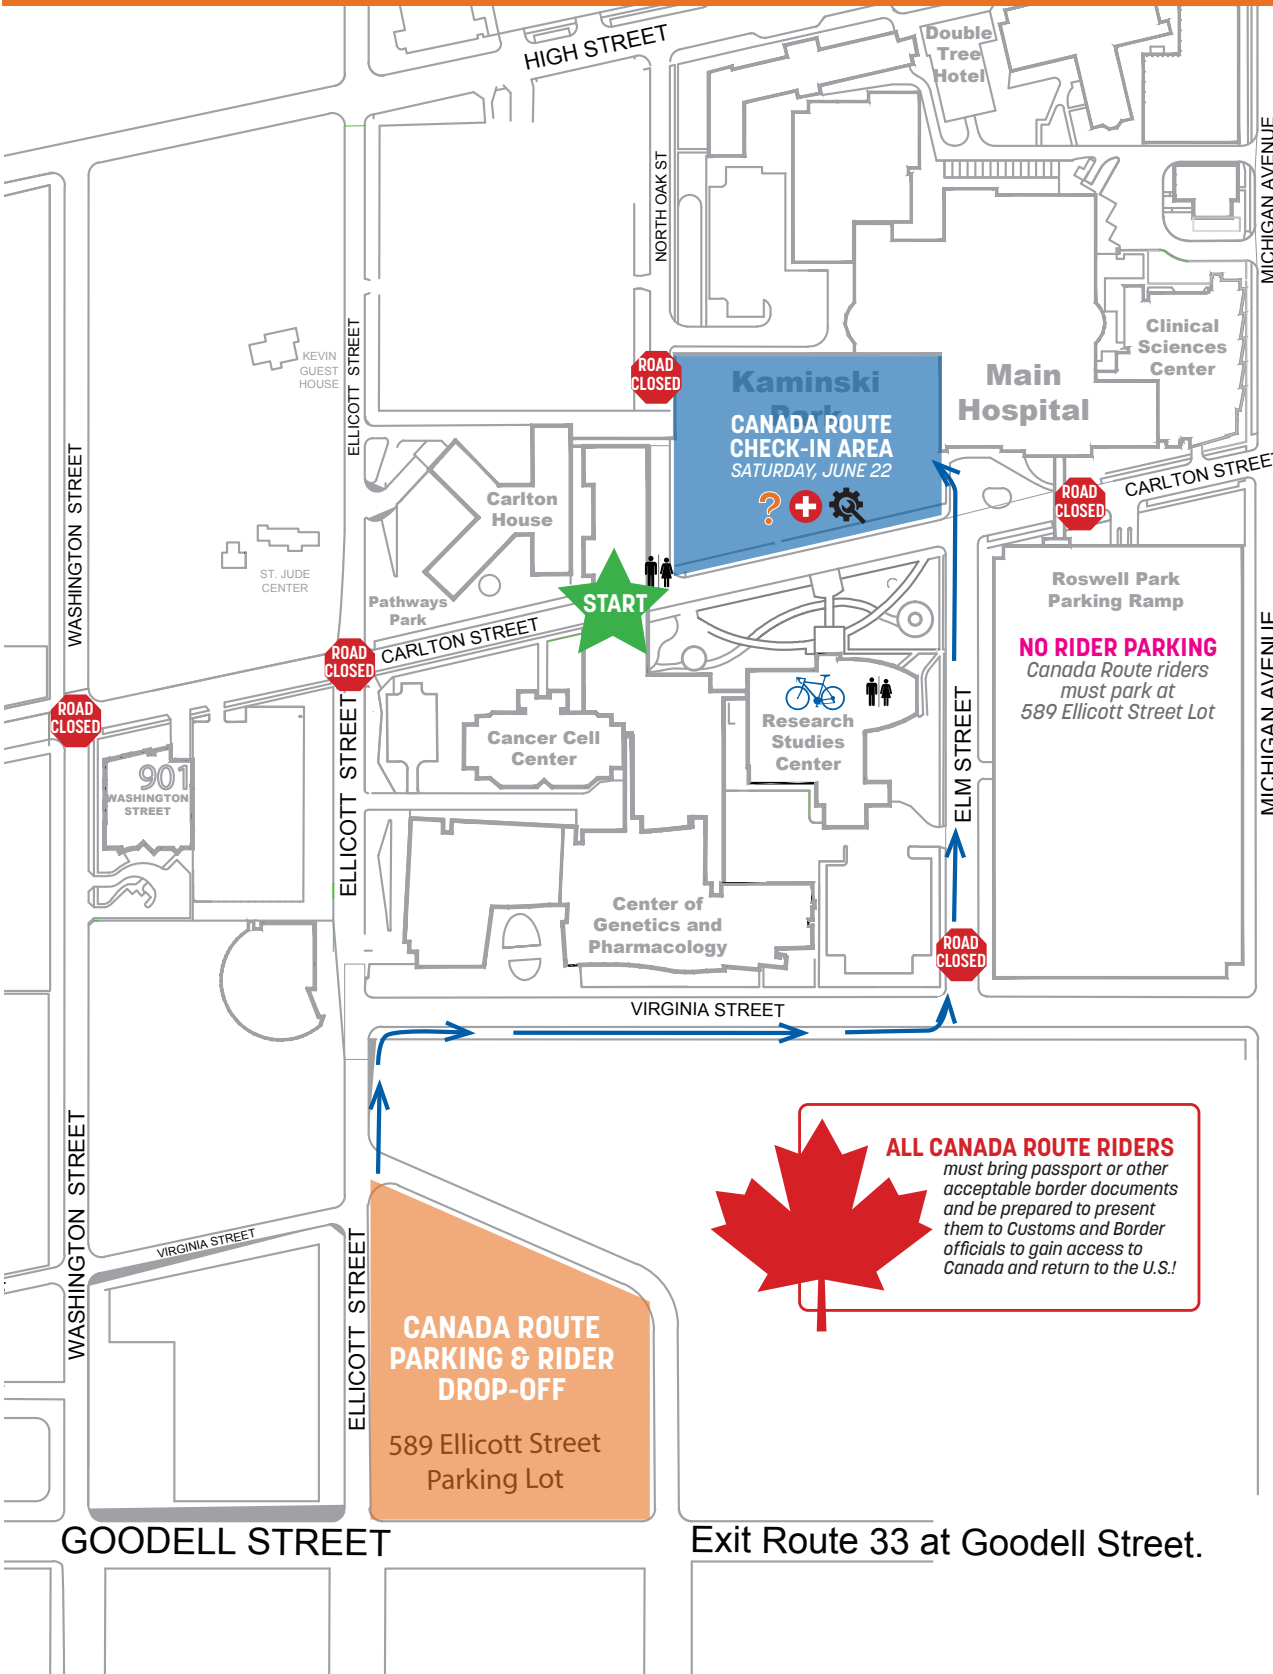 HIGH STREET
Double
Tree
Hotel
MICHIGAN AVENUE
NORTH OAK ST
KEVIN
GUEST
HOUSE
ELLICOTT STREET
ROAD
CLOSED
Kaminski
Park
CANADA ROUTE
CHECK-IN AREA
SATURDAY, JUNE 22
?
Main
Hospital
Clinical
Sciences
Center
CARLTON STREET
ROAD
CLOSED
WASHINGTON STREET
Carlton
House
ST. JUDE
CENTER
Pathways
Park
START
CARLTON STREET
ROAD
CLOSED
ROAD
CLOSED
Roswell Park
Parking Ramp
NO RIDER PARKING
Canada Route riders
must park at
589 Ellicott Street Lot
MICHIGAN AVENUE
Research
Studies
Center
Cancer Cell
Center
901
WASHINGTON
STREET
ELLICOTT STREET
ELM STREET
Center of
Genetics and
Pharmacology
ROAD
CLOSED
VIRGINIA STREET
ALL CANADA ROUTE RIDERS
must bring passport or other
acceptable border documents
and be prepared to present
them to Customs and Border
officials to gain access to
Canada and return to the U.S.!
WASHINGTON STREET
VIRGINIA STREET
ELLICOTT STREET
CANADA ROUTE
PARKING & RIDER
DROP-OFF
589 Ellicott Street
Parking Lot
GOODELL STREET
Exit Route 33 at Goodell Street.